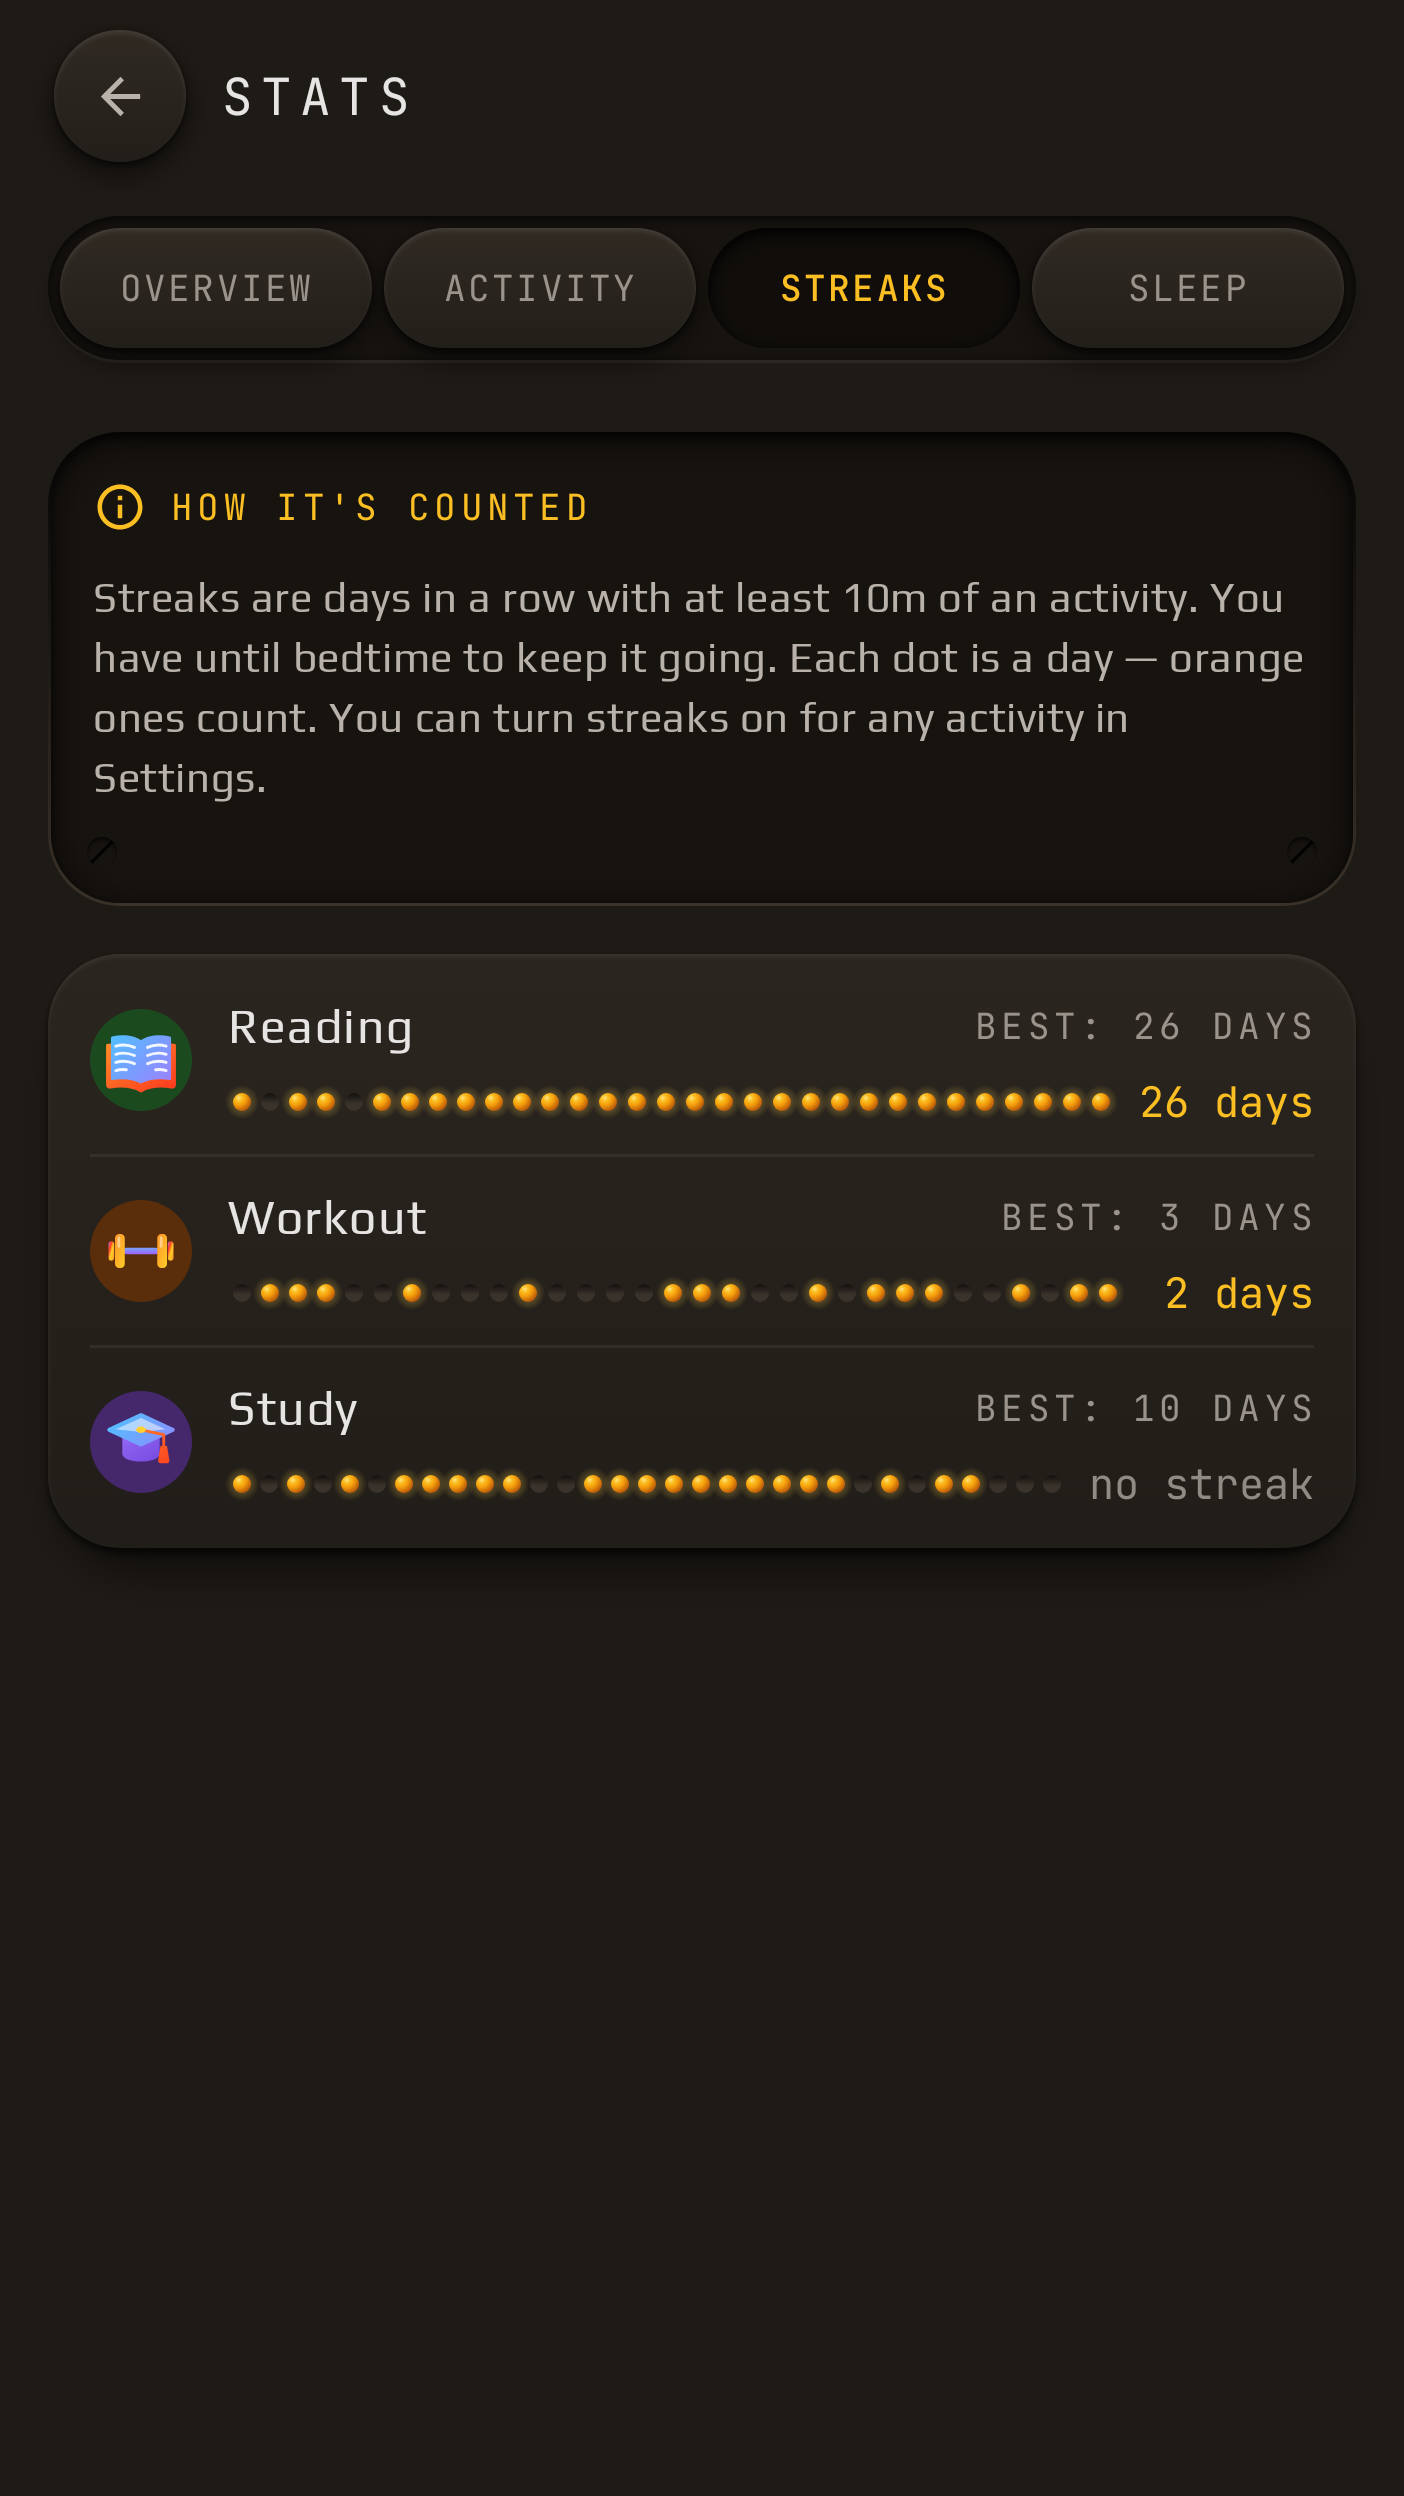 STATS
OVERVIEW
ACTIVITY
STREAKS
SLEEP
HOW IT'S COUNTED
Streaks are days in a row with at least 10m of an activity. You
have until bedtime to keep it going. Each dot is a day — orange
ones count. You can turn streaks on for any activity in
Settings.
Reading
BEST: 26 DAYS
26 days
Workout
BEST: 3 DAYS
2 days
Study
BEST: 10 DAYS
no streak